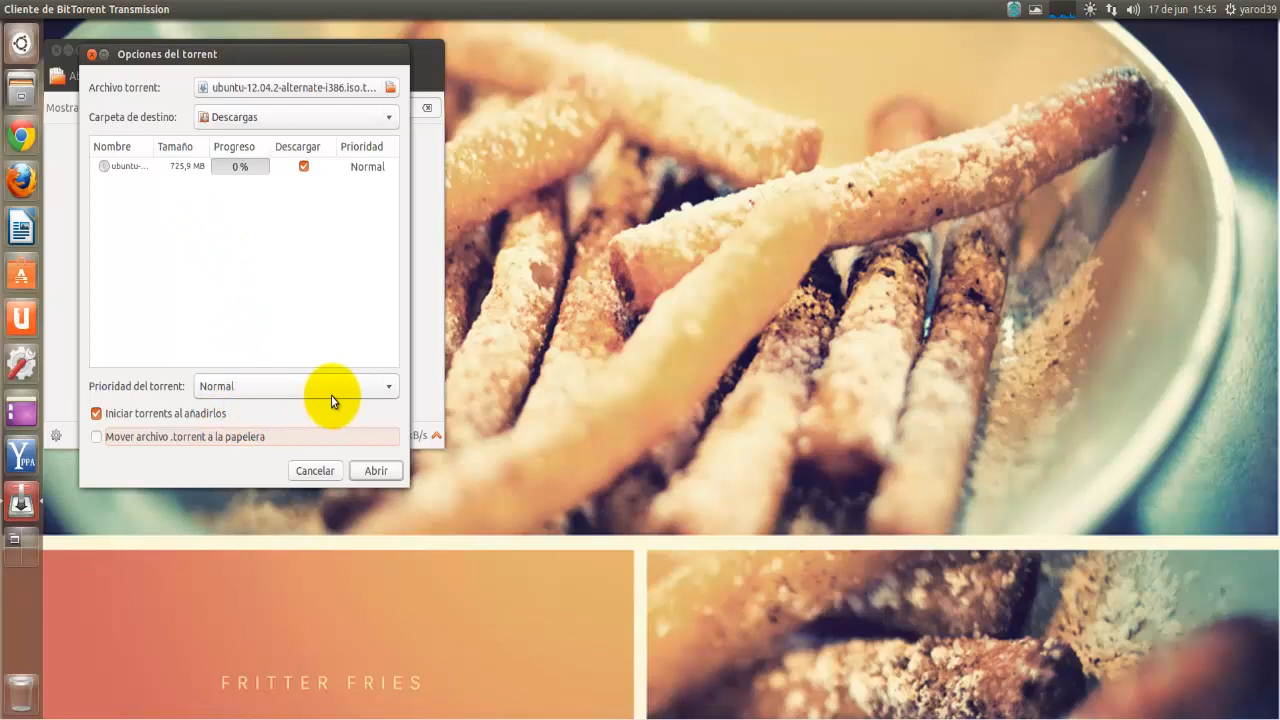 Cliente de BitTorrent Transmission
17 de jun 15:45 yarod39
Opciones del torrent
Archivo torrent: ubuntu-12.04.2-alternate-i386.iso.t...
Mostra
Carpeta de destino: Descargas
Nombre Tamaño Progreso Descargar Prioridad
ubuntu-... 725,9 MB 0 % Normal
Prioridad del torrent: Normal
Iniciar torrents al añadirlos
Mover archivo .torrent a la papelera
kB/s
Cancelar Abrir
FRITTER FRIES